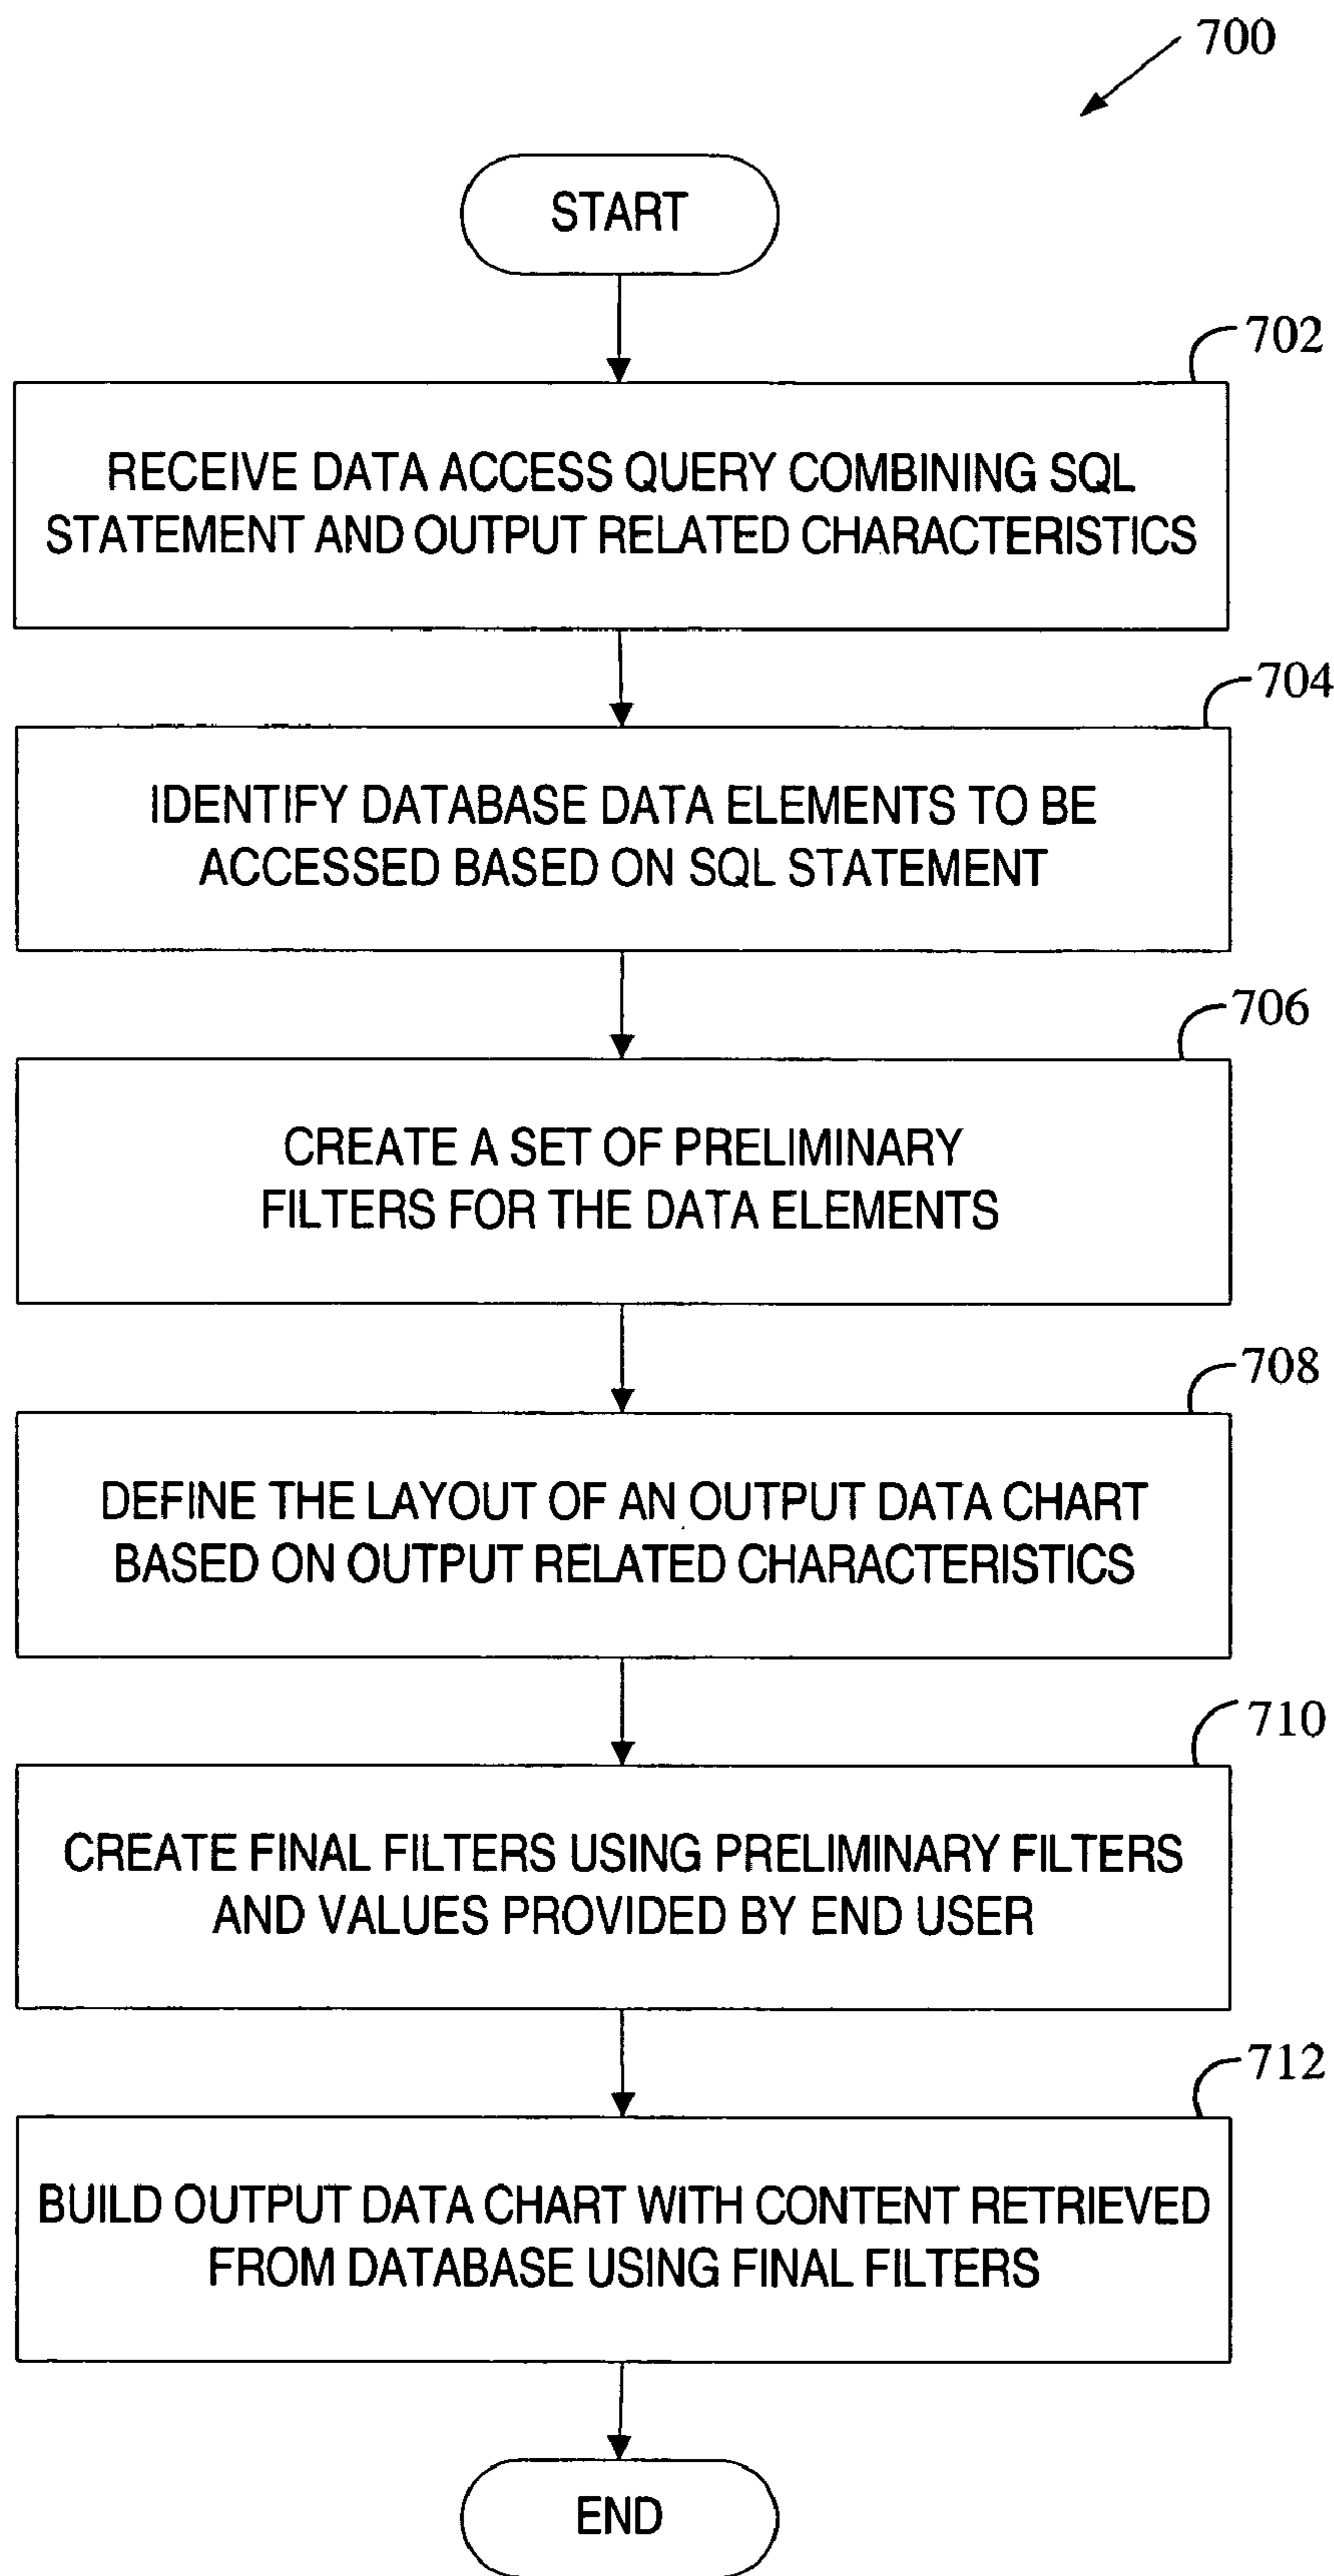 700
START
702
RECEIVE DATA ACCESS QUERY COMBINING SQL
STATEMENT AND OUTPUT RELATED CHARACTERISTICS
704
IDENTIFY DATABASE DATA ELEMENTS TO BE
ACCESSED BASED ON SQL STATEMENT
706
CREATE A SET OF PRELIMINARY
FILTERS FOR THE DATA ELEMENTS
708
DEFINE THE LAYOUT OF AN OUTPUT DATA CHART
BASED ON OUTPUT RELATED CHARACTERISTICS
710
CREATE FINAL FILTERS USING PRELIMINARY FILTERS
AND VALUES PROVIDED BY END USER
712
BUILD OUTPUT DATA CHART WITH CONTENT RETRIEVED
FROM DATABASE USING FINAL FILTERS
END